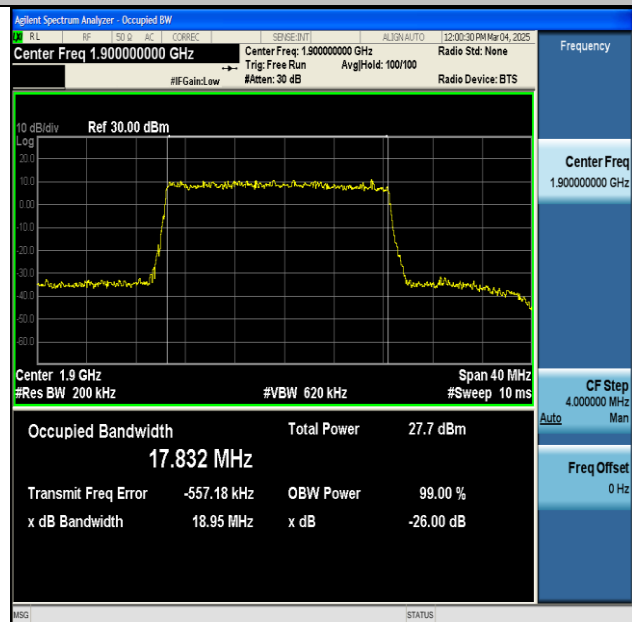 Agilent Spectrum Analyzer - Occupied BW
RL RF 50 Ω AC CORREC SENSE:INT ALIGN AUTO 12:00:30 PM Mar 04, 2025
Center Freq 1.900000000 GHz
Center Freq: 1.900000000 GHz
Radio Std: None
Trig: Free Run Avg|Hold: 100/100
#IFGain:Low #Atten: 30 dB Radio Device: BTS
10 dB/div Ref 30.00 dBm
Log
20.0
10.0
0.00
-10.0
-20.0
-30.0
-40.0
-50.0
-60.0
Center 1.9 GHz Span 40 MHz
#Res BW 200 kHz #VBW 620 kHz #Sweep 10 ms
Occupied Bandwidth Total Power 27.7 dBm
17.832 MHz
Transmit Freq Error -557.18 kHz OBW Power 99.00 %
x dB Bandwidth 18.95 MHz x dB -26.00 dB
MSG STATUS
Frequency
Center Freq
1.900000000 GHz
CF Step
4.000000 MHz
Auto Man
Freq Offset
0 Hz